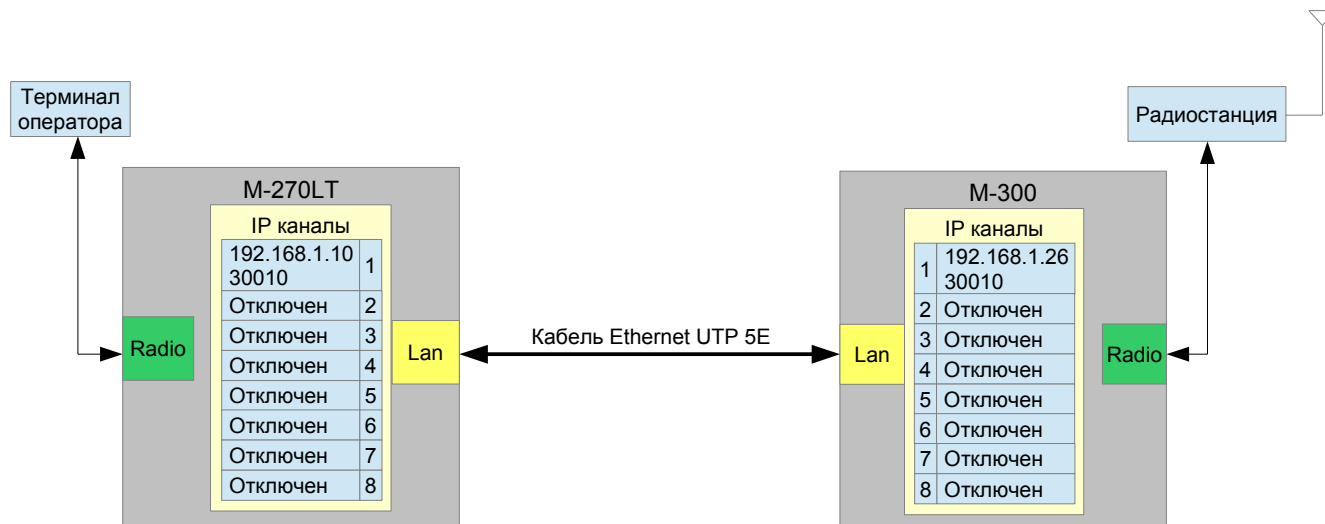 Терминал
оператора
M-270LT
IP каналы
192.168.1.10
30010
1
Отключен 2
Отключен 3
Отключен 4
Отключен 5
Отключен 6
Отключен 7
Отключен 8
Radio
Lan
Кабель Ethernet UTP 5E
Радиостанция
M-300
IP каналы
1
192.168.1.26
30010
2 Отключен
3 Отключен
4 Отключен
5 Отключен
6 Отключен
7 Отключен
8 Отключен
Lan
Radio